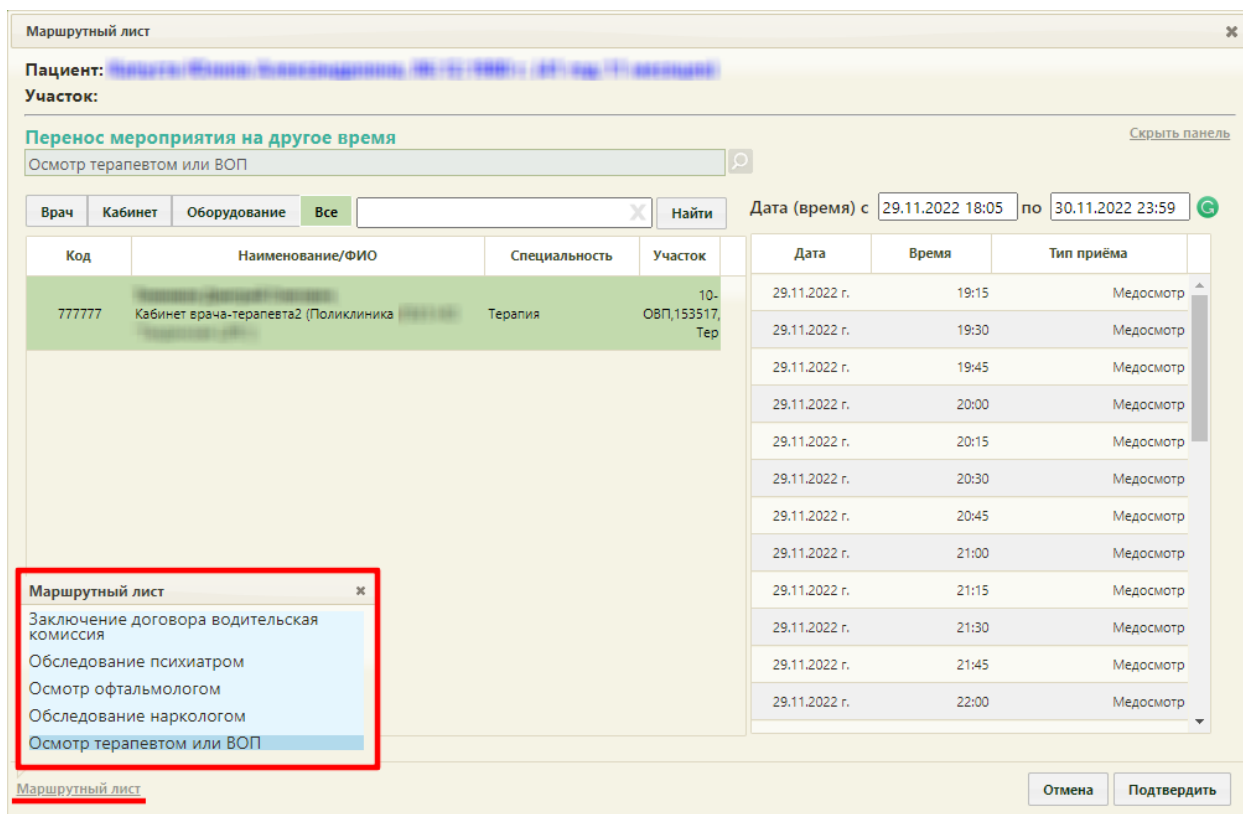 Маршрутный лист
Пациент:
Участок:
Перенос мероприятия на другое время
Скрыть панель
Осмотр терапевтом или ВОП
Врач Кабинет Оборудование Все Найти
Дата (время) с 29.11.2022 18:05 по 30.11.2022 23:59
Код Наименование/ФИО Специальность Участок
777777 Кабинет врача-терапевта2 (Поликлиника Терапия 10-
ОВП,153517,
Тер
Дата Время Тип приёма
29.11.2022 г. 19:15 Медосмотр
29.11.2022 г. 19:30 Медосмотр
29.11.2022 г. 19:45 Медосмотр
29.11.2022 г. 20:00 Медосмотр
29.11.2022 г. 20:15 Медосмотр
29.11.2022 г. 20:30 Медосмотр
29.11.2022 г. 20:45 Медосмотр
29.11.2022 г. 21:00 Медосмотр
29.11.2022 г. 21:15 Медосмотр
29.11.2022 г. 21:30 Медосмотр
29.11.2022 г. 21:45 Медосмотр
29.11.2022 г. 22:00 Медосмотр
Маршрутный лист
Заключение договора водительская
комиссия
Обследование психиатром
Осмотр офтальмологом
Обследование наркологом
Осмотр терапевтом или ВОП
Маршрутный лист
Отмена Подтвердить